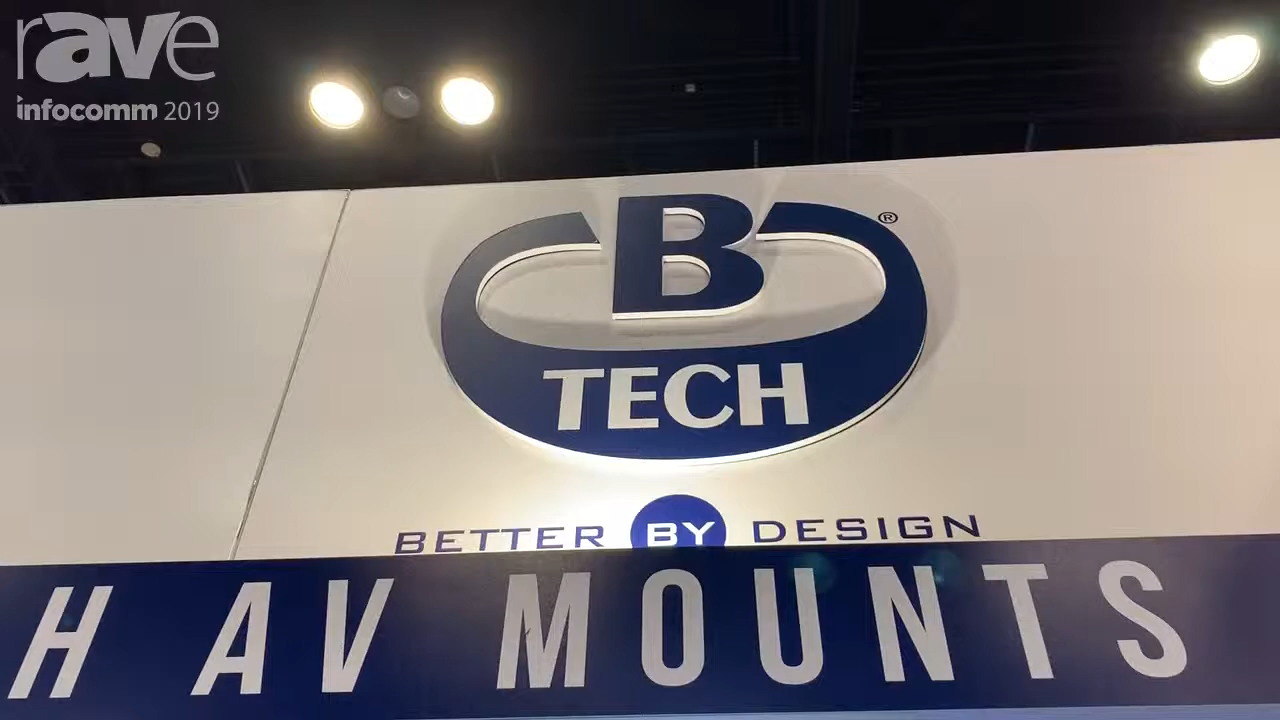 rAVe
infocomm 2019
B
®
TECH
BETTER BY DESIGN
H AV MOUNTS